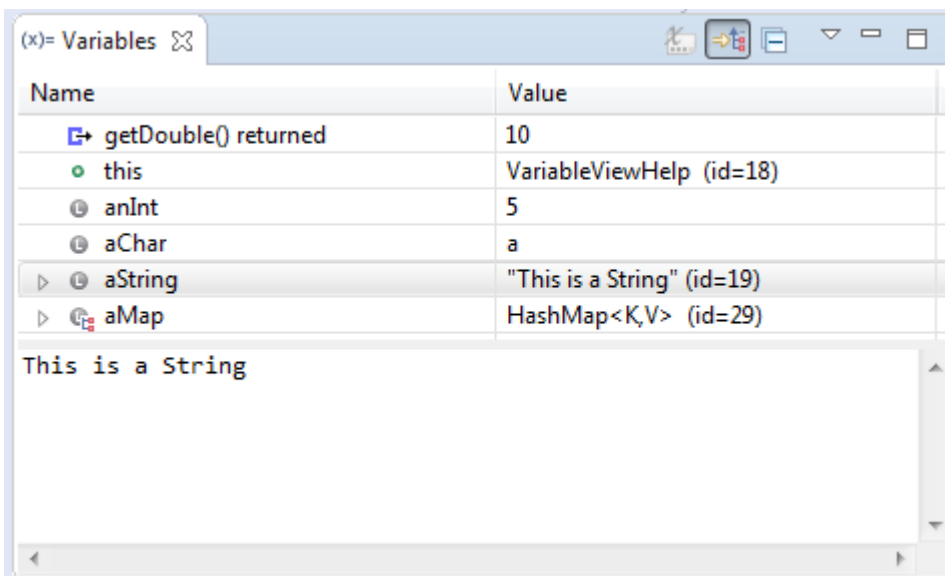 (x)= Variables
Name Value
getDouble() returned 10
this VariableViewHelp (id=18)
anInt 5
aChar a
aString "This is a String" (id=19)
aMap HashMap<K,V> (id=29)
This is a String